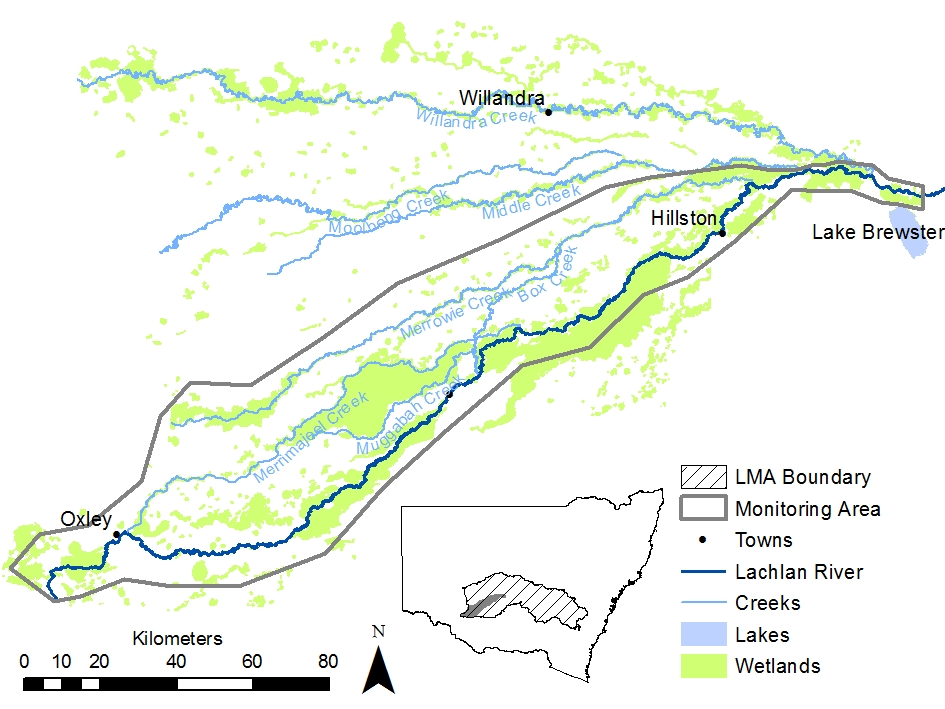 Willandra
Willandra Creek
Moolbong Creek
Middle Creek
Hillston
Lake Brewster
Box Creek
Merrowie Creek
Merrimajeel Creek
Muggabah Creek
Oxley
LMA Boundary
Monitoring Area
Towns
Lachlan River
Creeks
Lakes
Wetlands
Kilometers
0 10 20 40 60 80
N